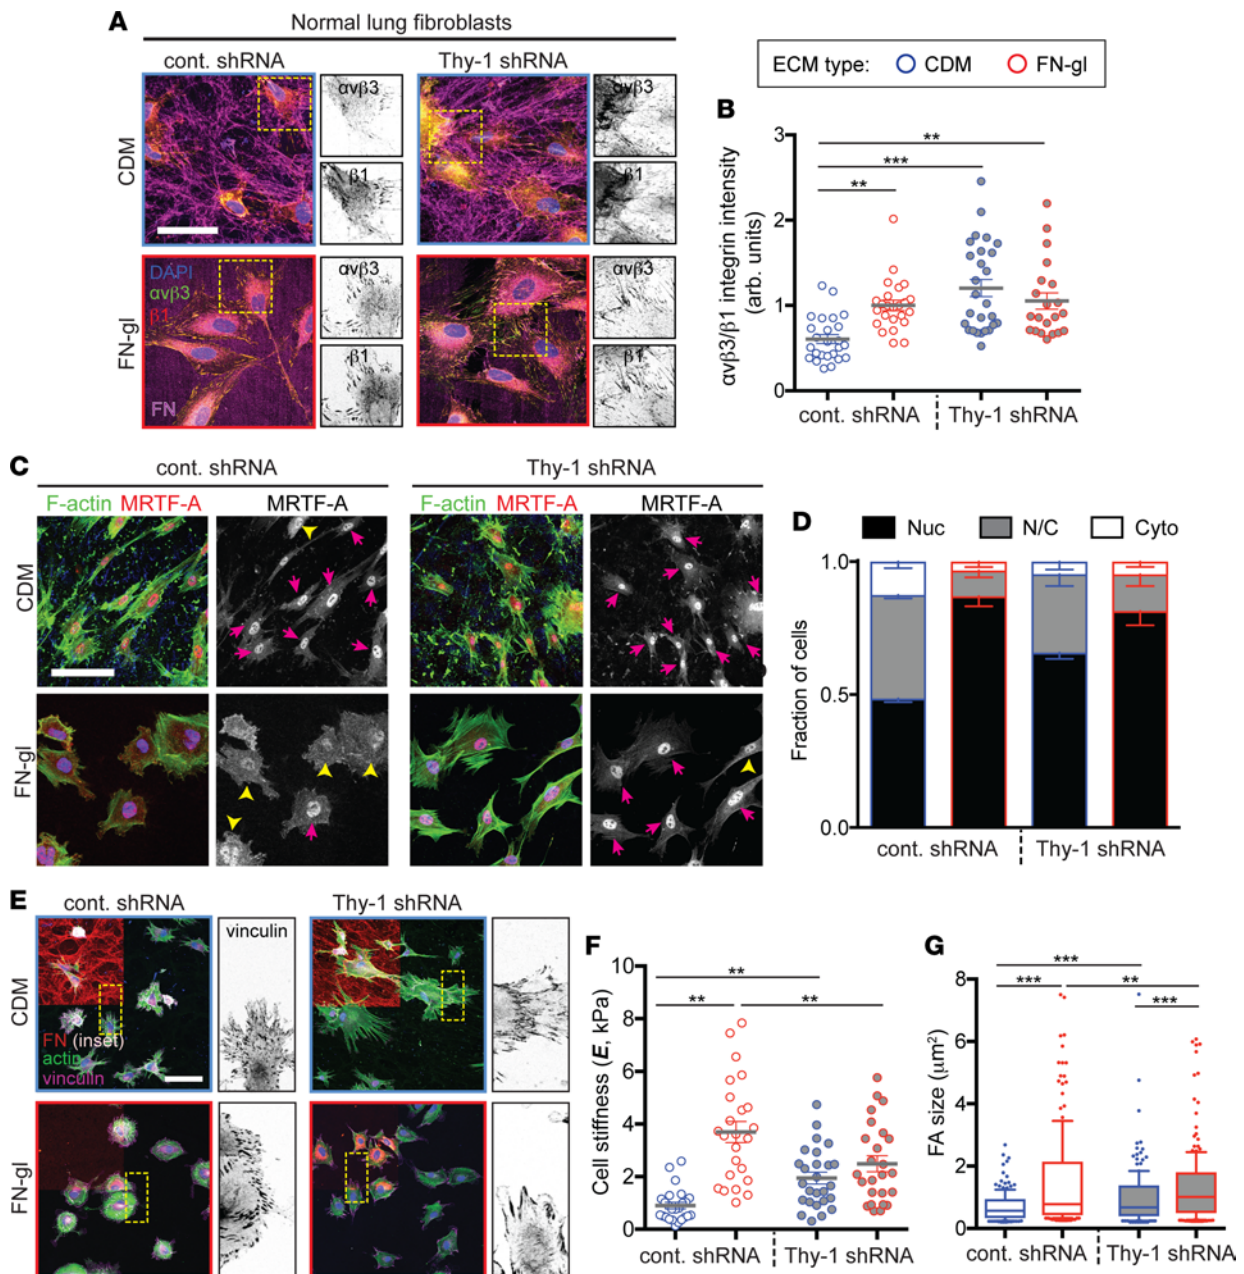 A
Normal lung fibroblasts
cont. shRNA
Thy-1 shRNA
CDM
αvβ3
β1
αvβ3
β1
FN-gl
DAPI
αvβ3
β1
FN
αvβ3
β1
αvβ3
β1
ECM type: CDM FN-gl
B
αvβ3/β1 integrin intensity
(arb. units)
3
2
1
0
**
***
**
cont. shRNA
Thy-1 shRNA
C
cont. shRNA
Thy-1 shRNA
F-actin MRTF-A
MRTF-A
F-actin MRTF-A
MRTF-A
CDM
FN-gl
D
Nuc
N/C
Cyto
Fraction of cells
1.0
0.5
0.0
cont. shRNA
Thy-1 shRNA
E
cont. shRNA
Thy-1 shRNA
CDM
vinculin
FN (inset)
actin
vinculin
FN-gl
F
Cell stiffness (E, kPa)
10
8
6
4
2
0
**
**
**
cont. shRNA
Thy-1 shRNA
G
FA size (μm²)
8
6
4
2
0
***
***
**
***
cont. shRNA
Thy-1 shRNA